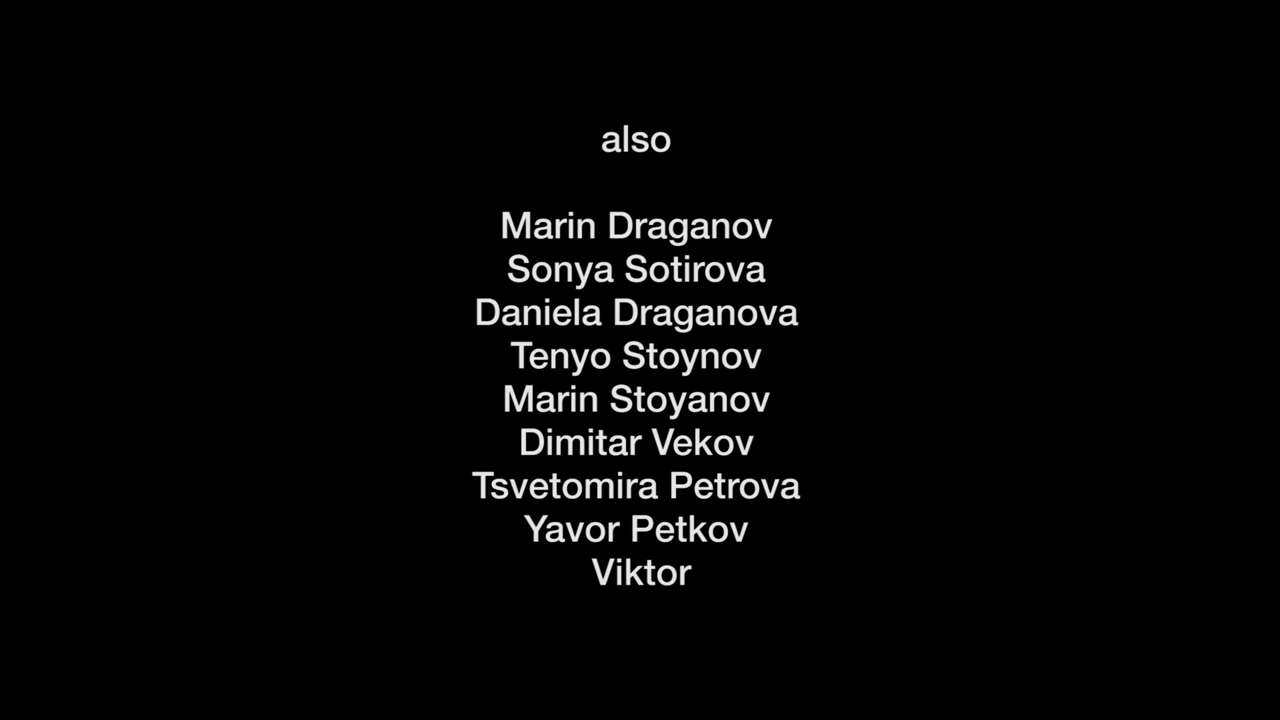 also
Marin Draganov
Sonya Sotirova
Daniela Draganova
Tenyo Stoynov
Marin Stoyanov
Dimitar Vekov
Tsvetomira Petrova
Yavor Petkov
Viktor